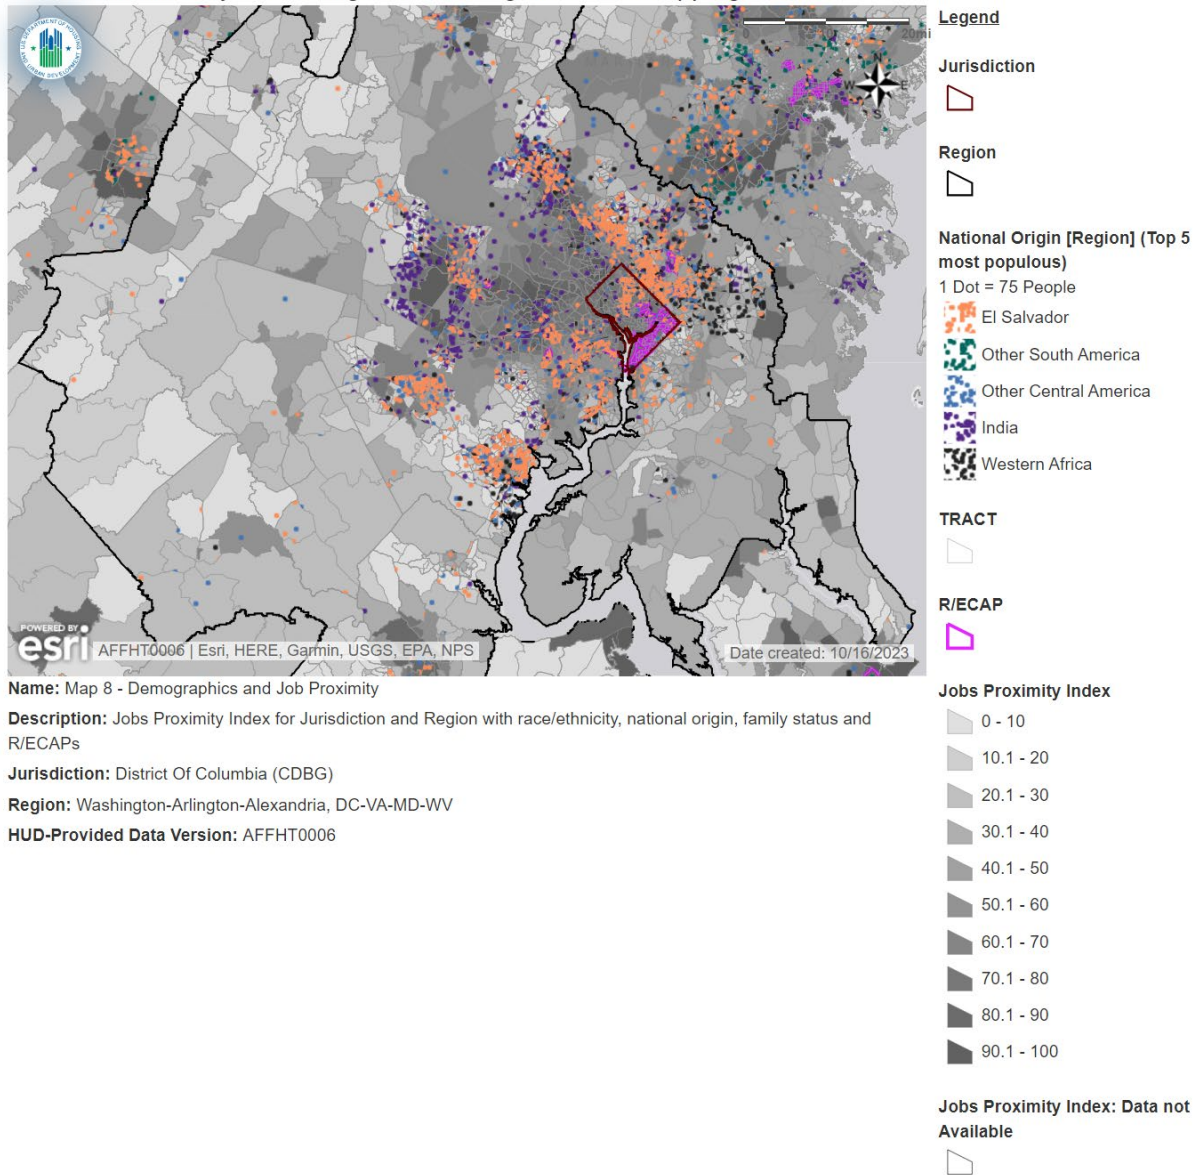 Legend
20mi
N
E
S
Jurisdiction
Region
National Origin [Region] (Top 5
most populous)
1 Dot = 75 People
El Salvador
Other South America
Other Central America
India
Western Africa
TRACT
R/ECAP
POWERED BY
esri
AFFHT0006 | Esri, HERE, Garmin, USGS, EPA, NPS
Date created: 10/16/2023
Name: Map 8 - Demographics and Job Proximity
Description: Jobs Proximity Index for Jurisdiction and Region with race/ethnicity, national origin, family status and
R/ECAPs
Jurisdiction: District Of Columbia (CDBG)
Region: Washington-Arlington-Alexandria, DC-VA-MD-WV
HUD-Provided Data Version: AFFHT0006
Jobs Proximity Index
0 - 10
10.1 - 20
20.1 - 30
30.1 - 40
40.1 - 50
50.1 - 60
60.1 - 70
70.1 - 80
80.1 - 90
90.1 - 100
Jobs Proximity Index: Data not
Available